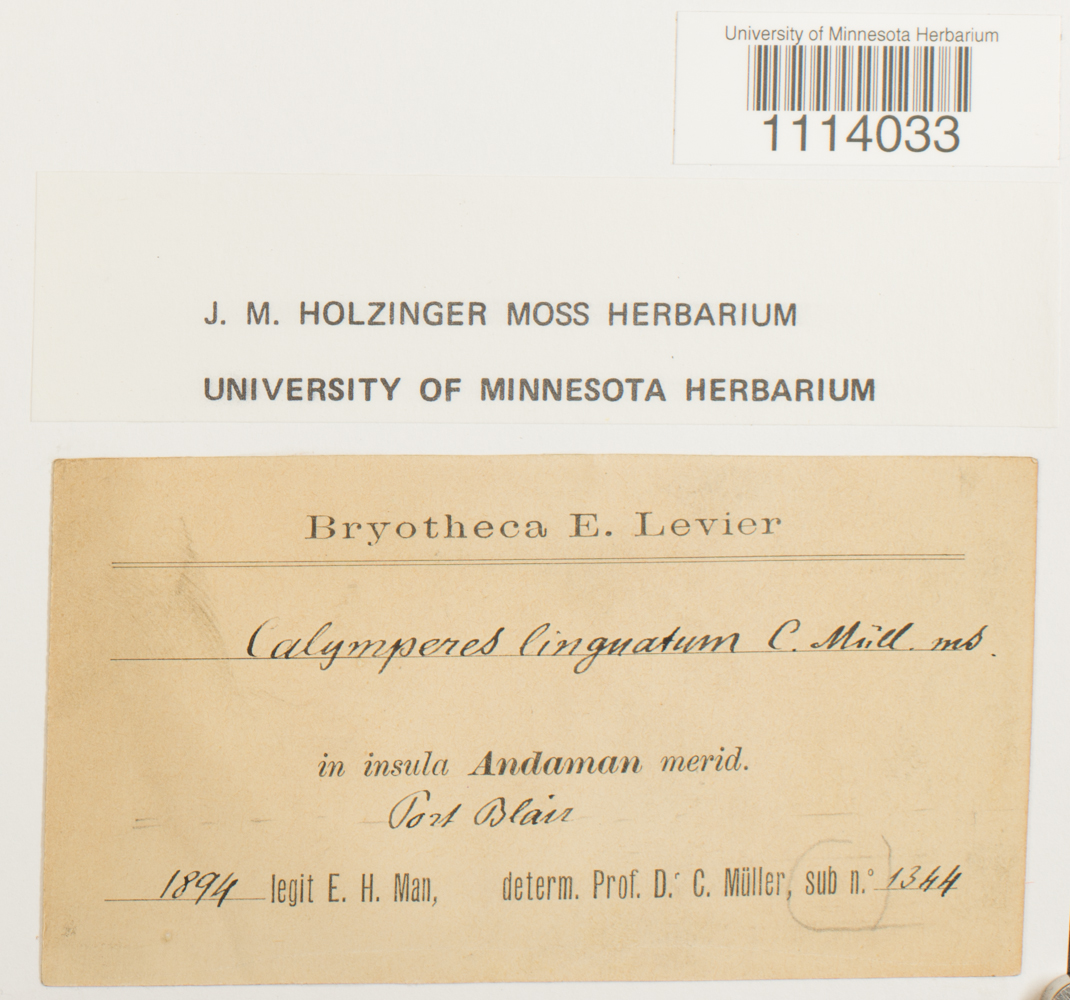 University of Minnesota Herbarium
1114033
J. M. HOLZINGER MOSS HERBARIUM
UNIVERSITY OF MINNESOTA HERBARIUM
Bryotheca E. Levier
Calymperes linguatum C. Müll. ms.
in insula Andaman merid.
Port Blair
1894 legit E. H. Man, determ. Prof. D.r C. Müller, sub n.o 1344